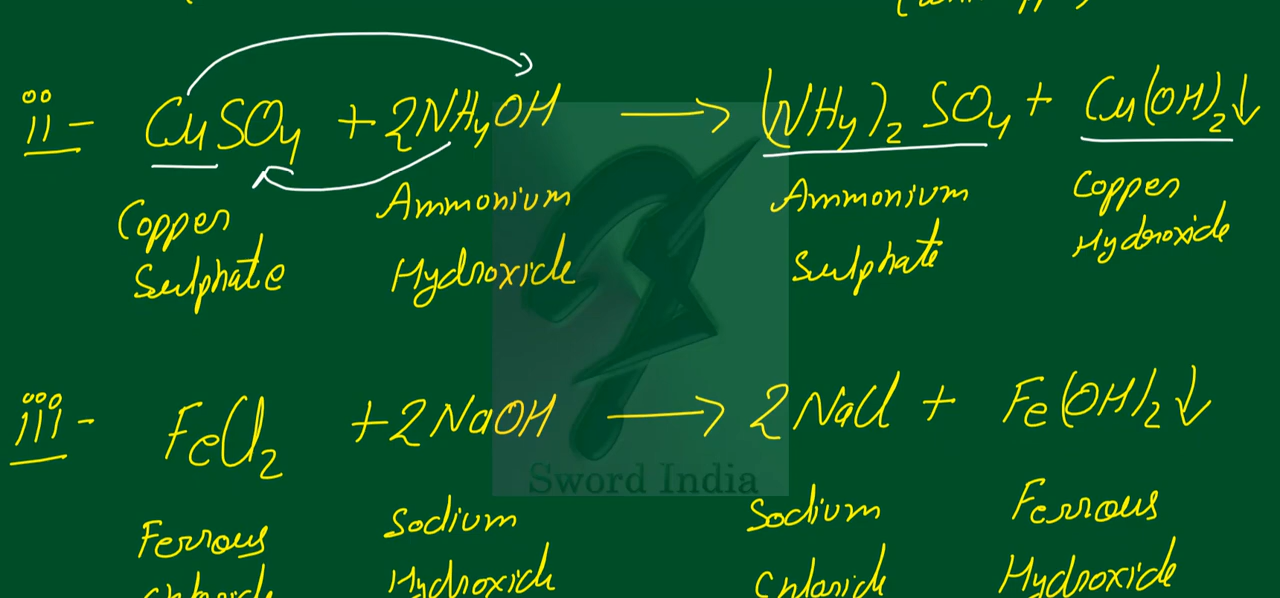 ii- CuSO4 + 2NH4OH → (NH4)2 SO4 + Cu(OH)2↓
Copper Ammonium Ammonium Copper
Sulphate Hydroxide Sulphate Hydroxide
iii- FeCl2 + 2NaOH → 2NaCl + Fe(OH)2↓
Sword India
Ferrous Sodium Sodium Ferrous
Chloride Hydroxide Chloride Hydroxide